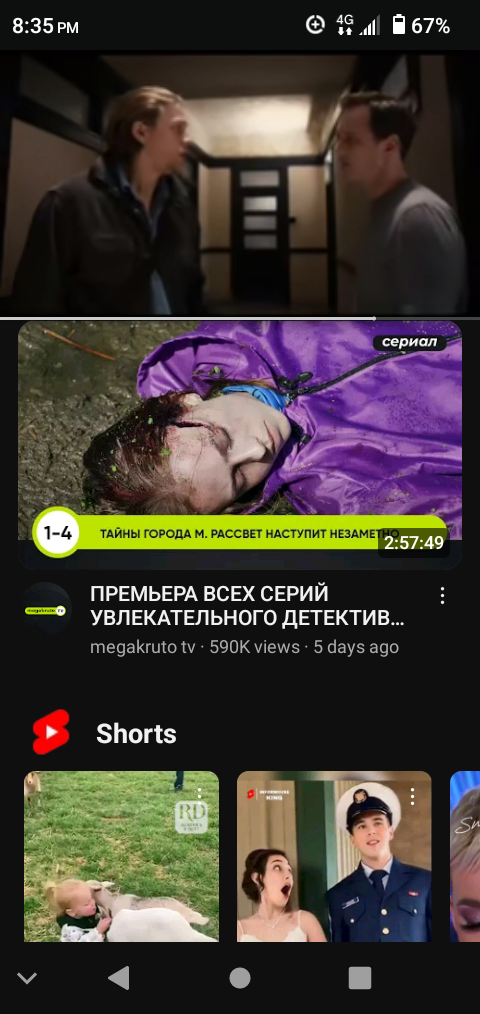 8:35 PM
4G
67%
сериал
1-4
ТАЙНЫ ГОРОДА М. РАССВЕТ НАСТУПИТ НЕЗАМЕТНО
2:57:49
ПРЕМЬЕРА ВСЕХ СЕРИЙ
УВЛЕКАТЕЛЬНОГО ДЕТЕКТИВ...
megakruto tv
megakruto tv · 590K views · 5 days ago
Shorts
RD
KING